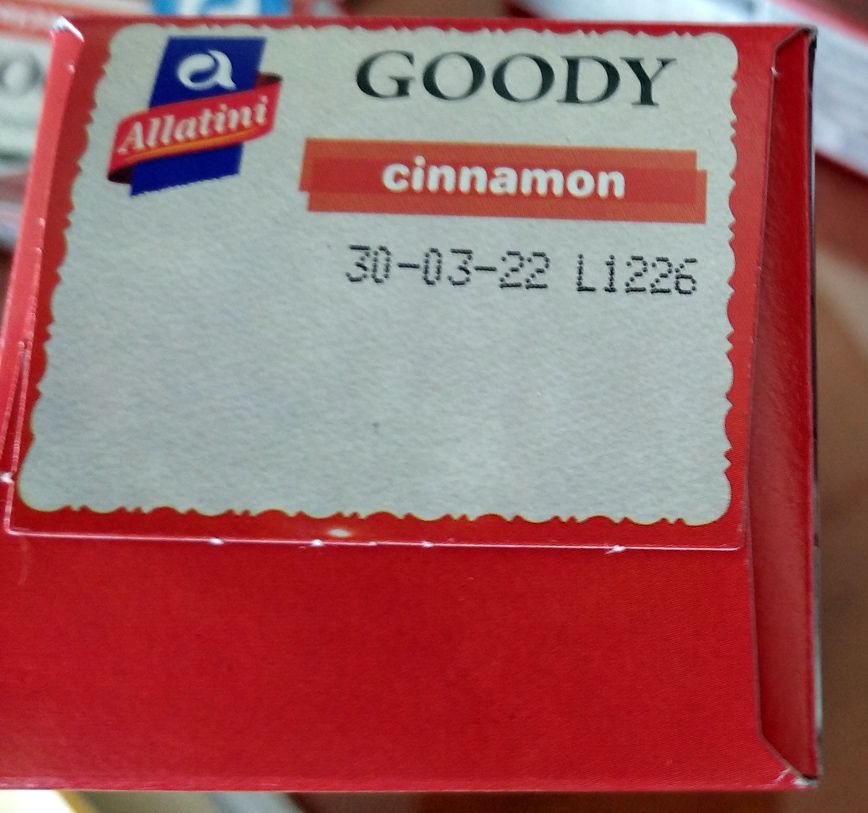 a
Allatini
GOODY
cinnamon
30-03-22 L1226